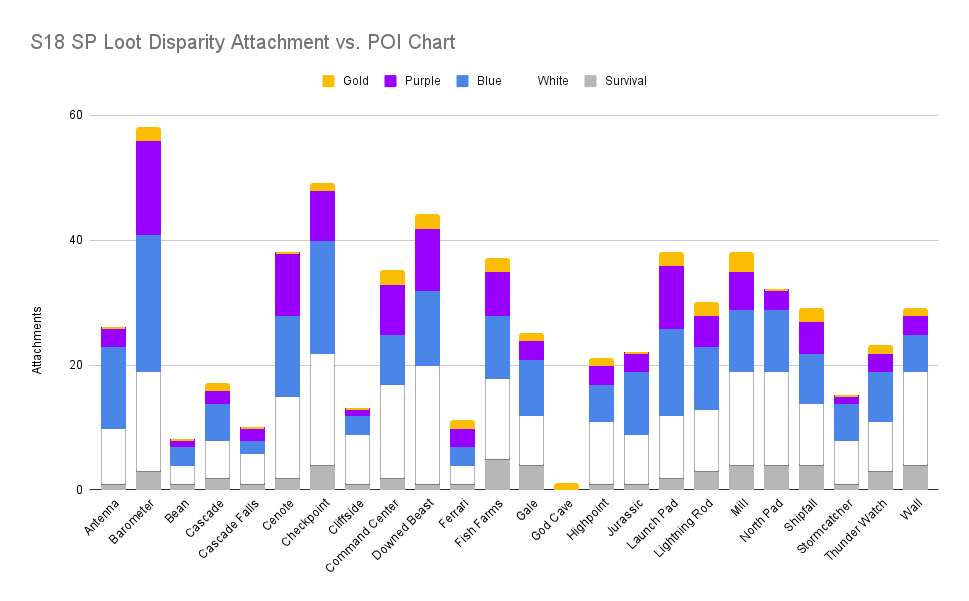 S18 SP Loot Disparity Attachment vs. POI Chart
Gold Purple Blue White Survival
60
40
20
0
Attachments
Antenna
Barometer
Bean
Cascade
Cascade Falls
Cenote
Checkpoint
Cliffside
Command Center
Downed Beast
Ferrari
Fish Farms
Gale
God Cave
Highpoint
Jurassic
Launch Pad
Lightning Rod
Mill
North Pad
Shipfall
Stormcatcher
Thunder Watch
Wall